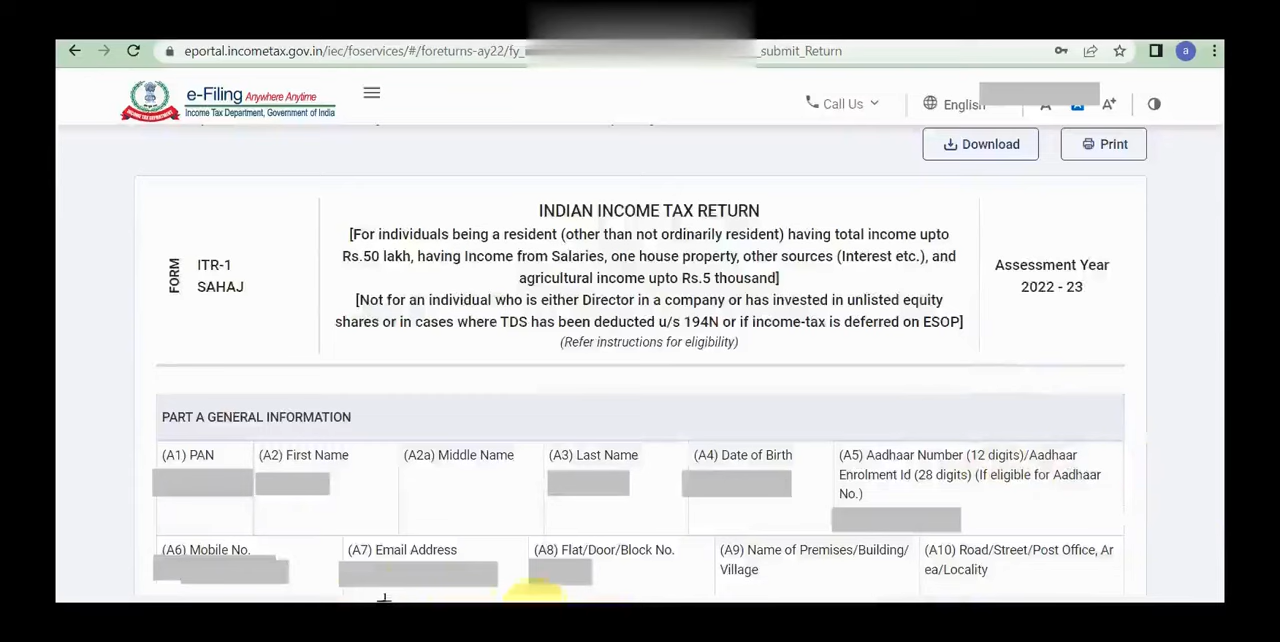 eportal.incometax.gov.in/iec/foservices/#/foreturns-ay22/fy_ _submit_Return
a
e-Filing Anywhere Anytime
Income Tax Department, Government of India
Call Us
English
A A+
Download
Print
FORM
ITR-1
SAHAJ
INDIAN INCOME TAX RETURN
[For individuals being a resident (other than not ordinarily resident) having total income upto
Rs.50 lakh, having Income from Salaries, one house property, other sources (Interest etc.), and
agricultural income upto Rs.5 thousand]
[Not for an individual who is either Director in a company or has invested in unlisted equity
shares or in cases where TDS has been deducted u/s 194N or if income-tax is deferred on ESOP]
(Refer instructions for eligibility)
Assessment Year
2022 - 23
PART A GENERAL INFORMATION
(A1) PAN
(A2) First Name
(A2a) Middle Name
(A3) Last Name
(A4) Date of Birth
(A5) Aadhaar Number (12 digits)/Aadhaar
Enrolment Id (28 digits) (If eligible for Aadhaar
No.)
(A6) Mobile No.
(A7) Email Address
(A8) Flat/Door/Block No.
(A9) Name of Premises/Building/
Village
(A10) Road/Street/Post Office, Ar
ea/Locality